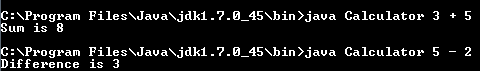 C:\Program Files\Java\jdk1.7.0_45\bin>java Calculator 3 + 5
Sum is 8
C:\Program Files\Java\jdk1.7.0_45\bin>java Calculator 5 - 2
Difference is 3